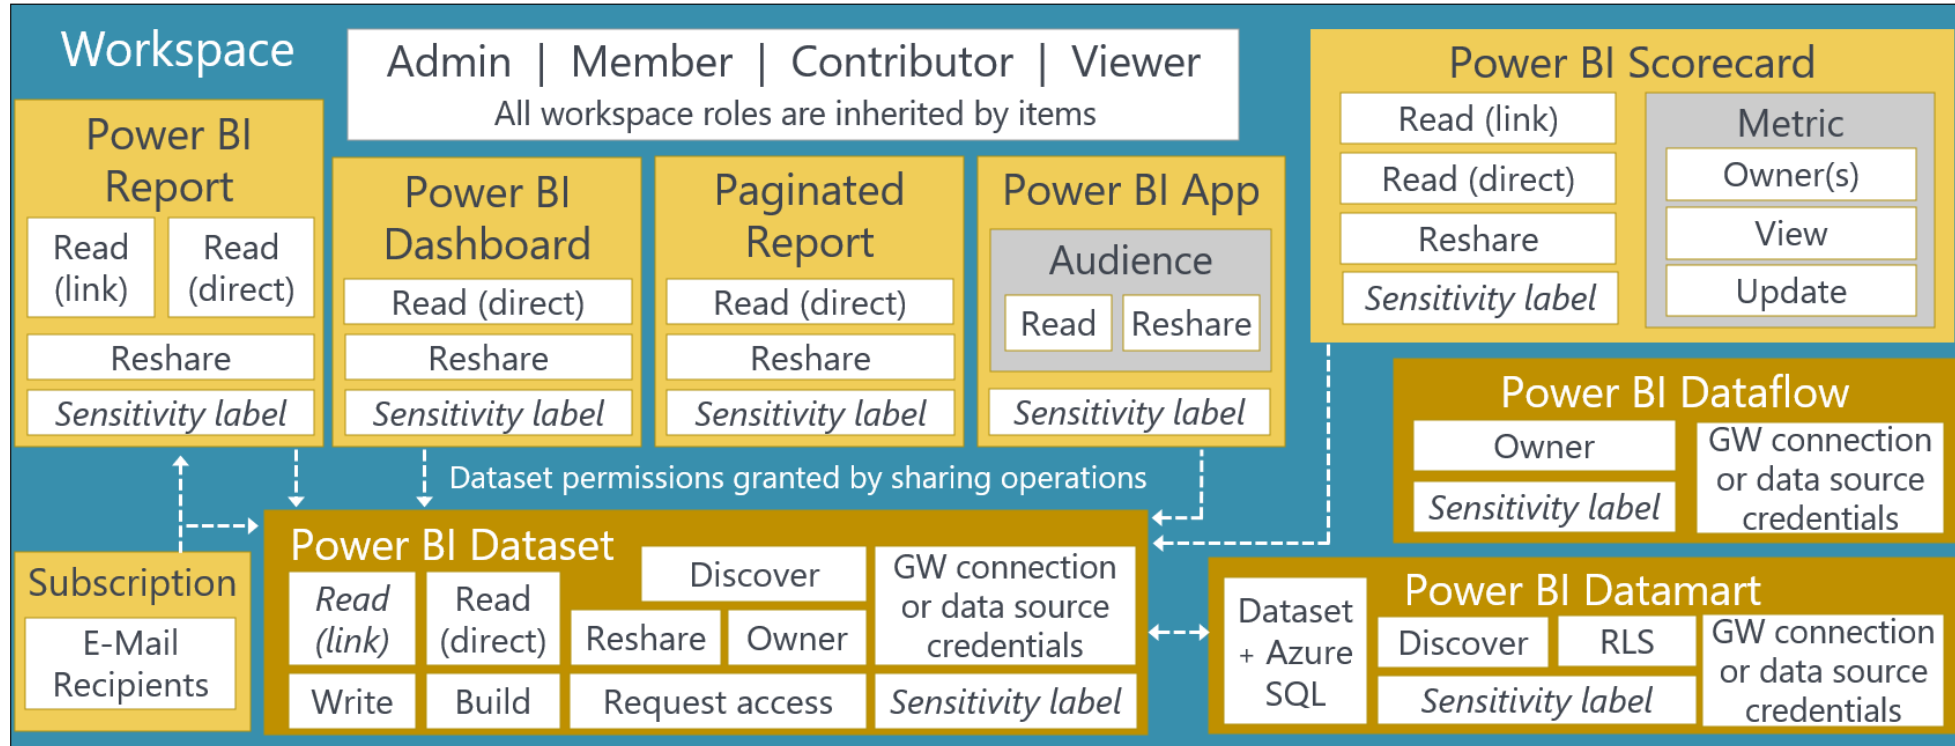 Workspace
Admin | Member | Contributor | Viewer
All workspace roles are inherited by items
Power BI
Report
Read
(link)
Read
(direct)
Reshare
Sensitivity label
Power BI
Dashboard
Read (direct)
Reshare
Sensitivity label
Paginated
Report
Read (direct)
Reshare
Sensitivity label
Power BI App
Audience
Read
Reshare
Sensitivity label
Power BI Scorecard
Read (link)
Read (direct)
Reshare
Sensitivity label
Metric
Owner(s)
View
Update
Power BI Dataflow
Owner
Sensitivity label
GW connection
or data source
credentials
Dataset permissions granted by sharing operations
Subscription
E-Mail
Recipients
Power BI Dataset
Read
(link)
Read
(direct)
Discover
Reshare
Owner
GW connection
or data source
credentials
Write
Build
Request access
Sensitivity label
Power BI Datamart
Dataset
+ Azure
SQL
Discover
RLS
Sensitivity label
GW connection
or data source
credentials